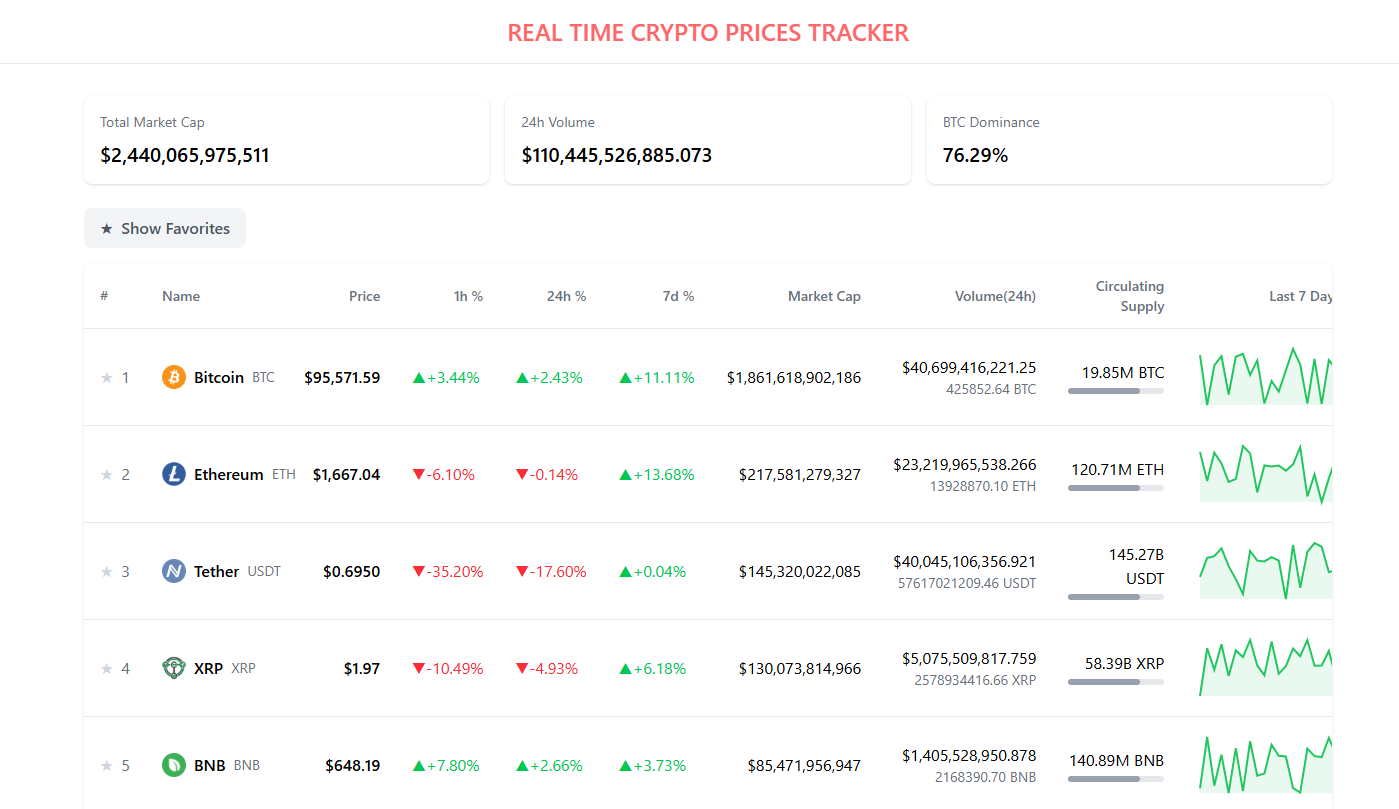 REAL TIME CRYPTO PRICES TRACKER
Total Market Cap
$2,440,065,975,511
24h Volume
$110,445,526,885.073
BTC Dominance
76.29%
★ Show Favorites
# Name Price 1h % 24h % 7d % Market Cap Volume(24h) Circulating Supply Last 7 Day
★ 1 Bitcoin BTC $95,571.59 ▲+3.44% ▲+2.43% ▲+11.11% $1,861,618,902,186 $40,699,416,221.25 19.85M BTC
425852.64 BTC
★ 2 Ethereum ETH $1,667.04 ▼-6.10% ▼-0.14% ▲+13.68% $217,581,279,327 $23,219,965,538.266 120.71M ETH
13928870.10 ETH
★ 3 Tether USDT $0.6950 ▼-35.20% ▼-17.60% ▲+0.04% $145,320,022,085 $40,045,106,356.921 145.27B USDT
57617021209.46 USDT
★ 4 XRP XRP $1.97 ▼-10.49% ▼-4.93% ▲+6.18% $130,073,814,966 $5,075,509,817.759 58.39B XRP
2578934416.66 XRP
★ 5 BNB BNB $648.19 ▲+7.80% ▲+2.66% ▲+3.73% $85,471,956,947 $1,405,528,950.878 140.89M BNB
2168390.70 BNB